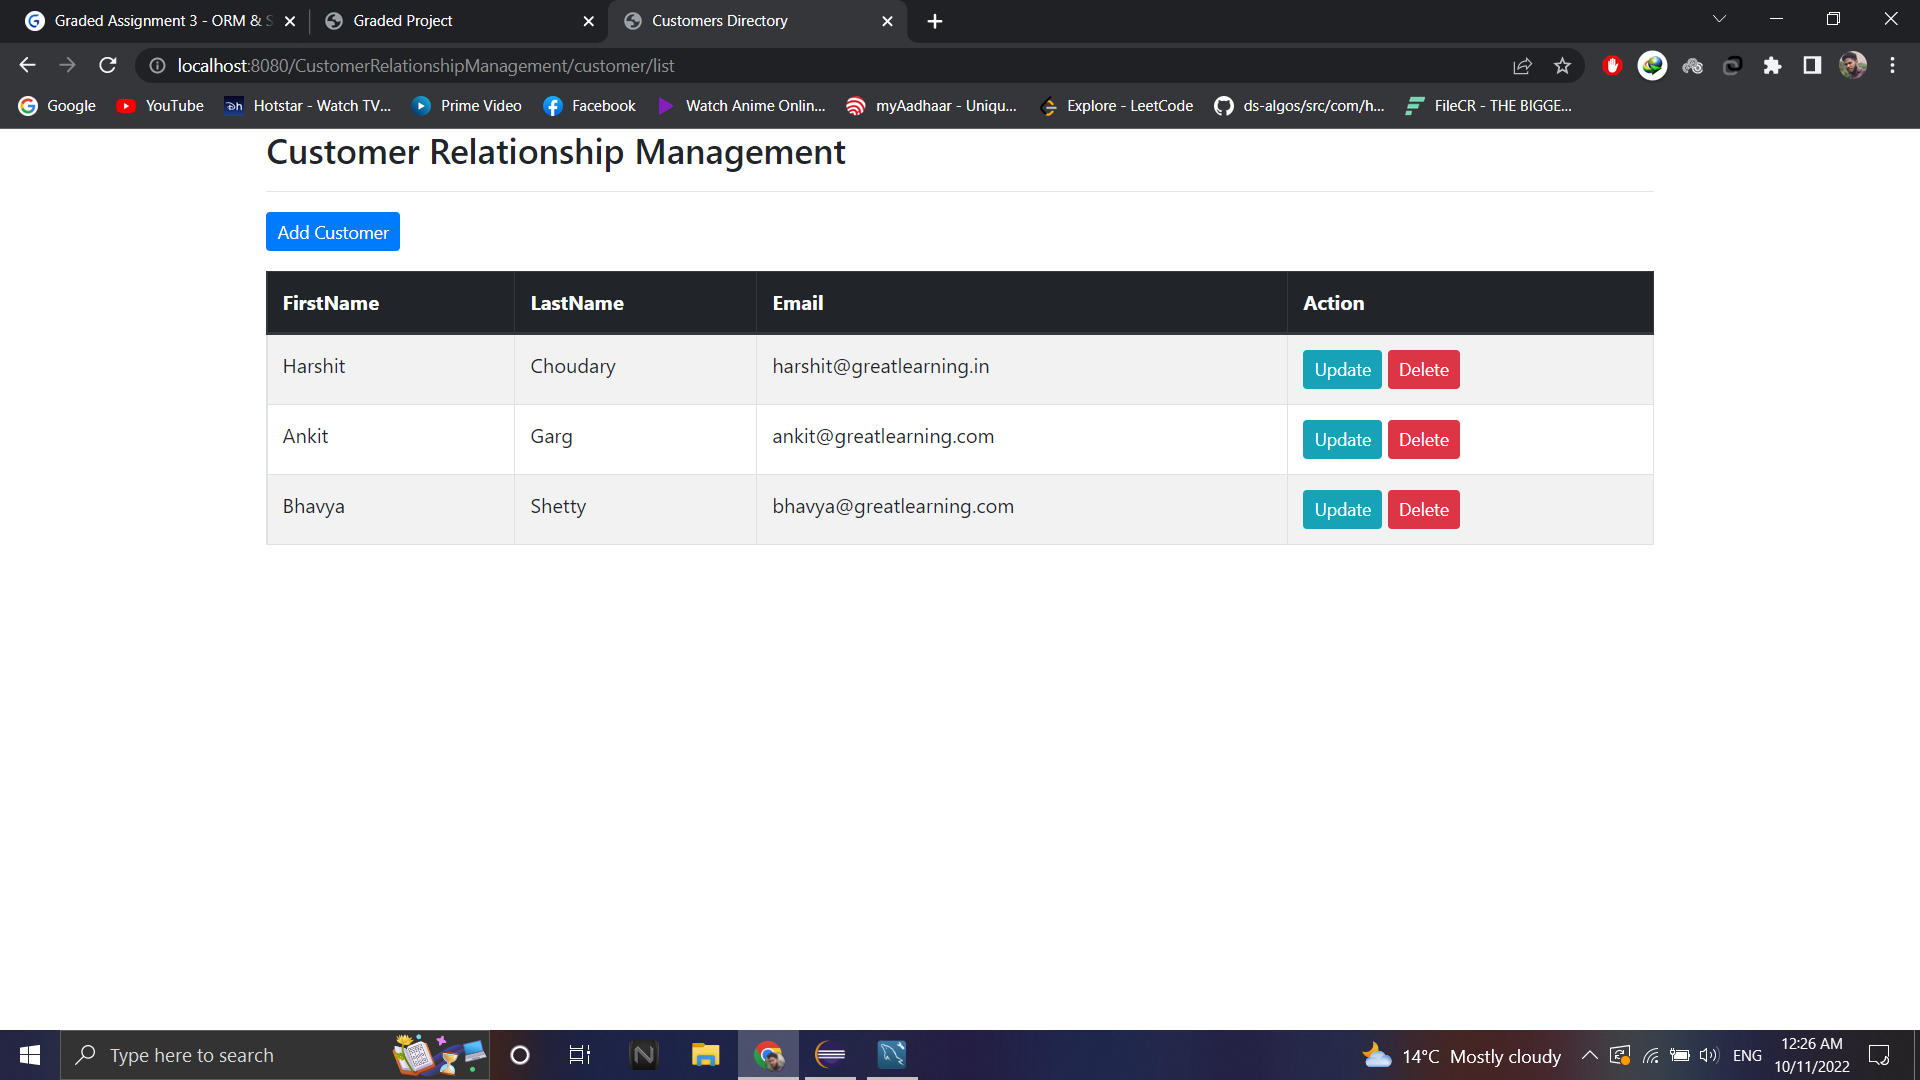 Graded Assignment 3 - ORM & S
Graded Project
Customers Directory
localhost:8080/CustomerRelationshipManagement/customer/list
Google YouTube Hotstar - Watch TV... Prime Video Facebook Watch Anime Onlin... myAadhaar - Uniqu... Explore - LeetCode ds-algos/src/com/h... FileCR - THE BIGGE...
Customer Relationship Management
Add Customer
FirstName LastName Email Action
Harshit Choudary harshit@greatlearning.in Update Delete
Ankit Garg ankit@greatlearning.com Update Delete
Bhavya Shetty bhavya@greatlearning.com Update Delete
Type here to search
14°C Mostly cloudy
ENG
12:26 AM
10/11/2022